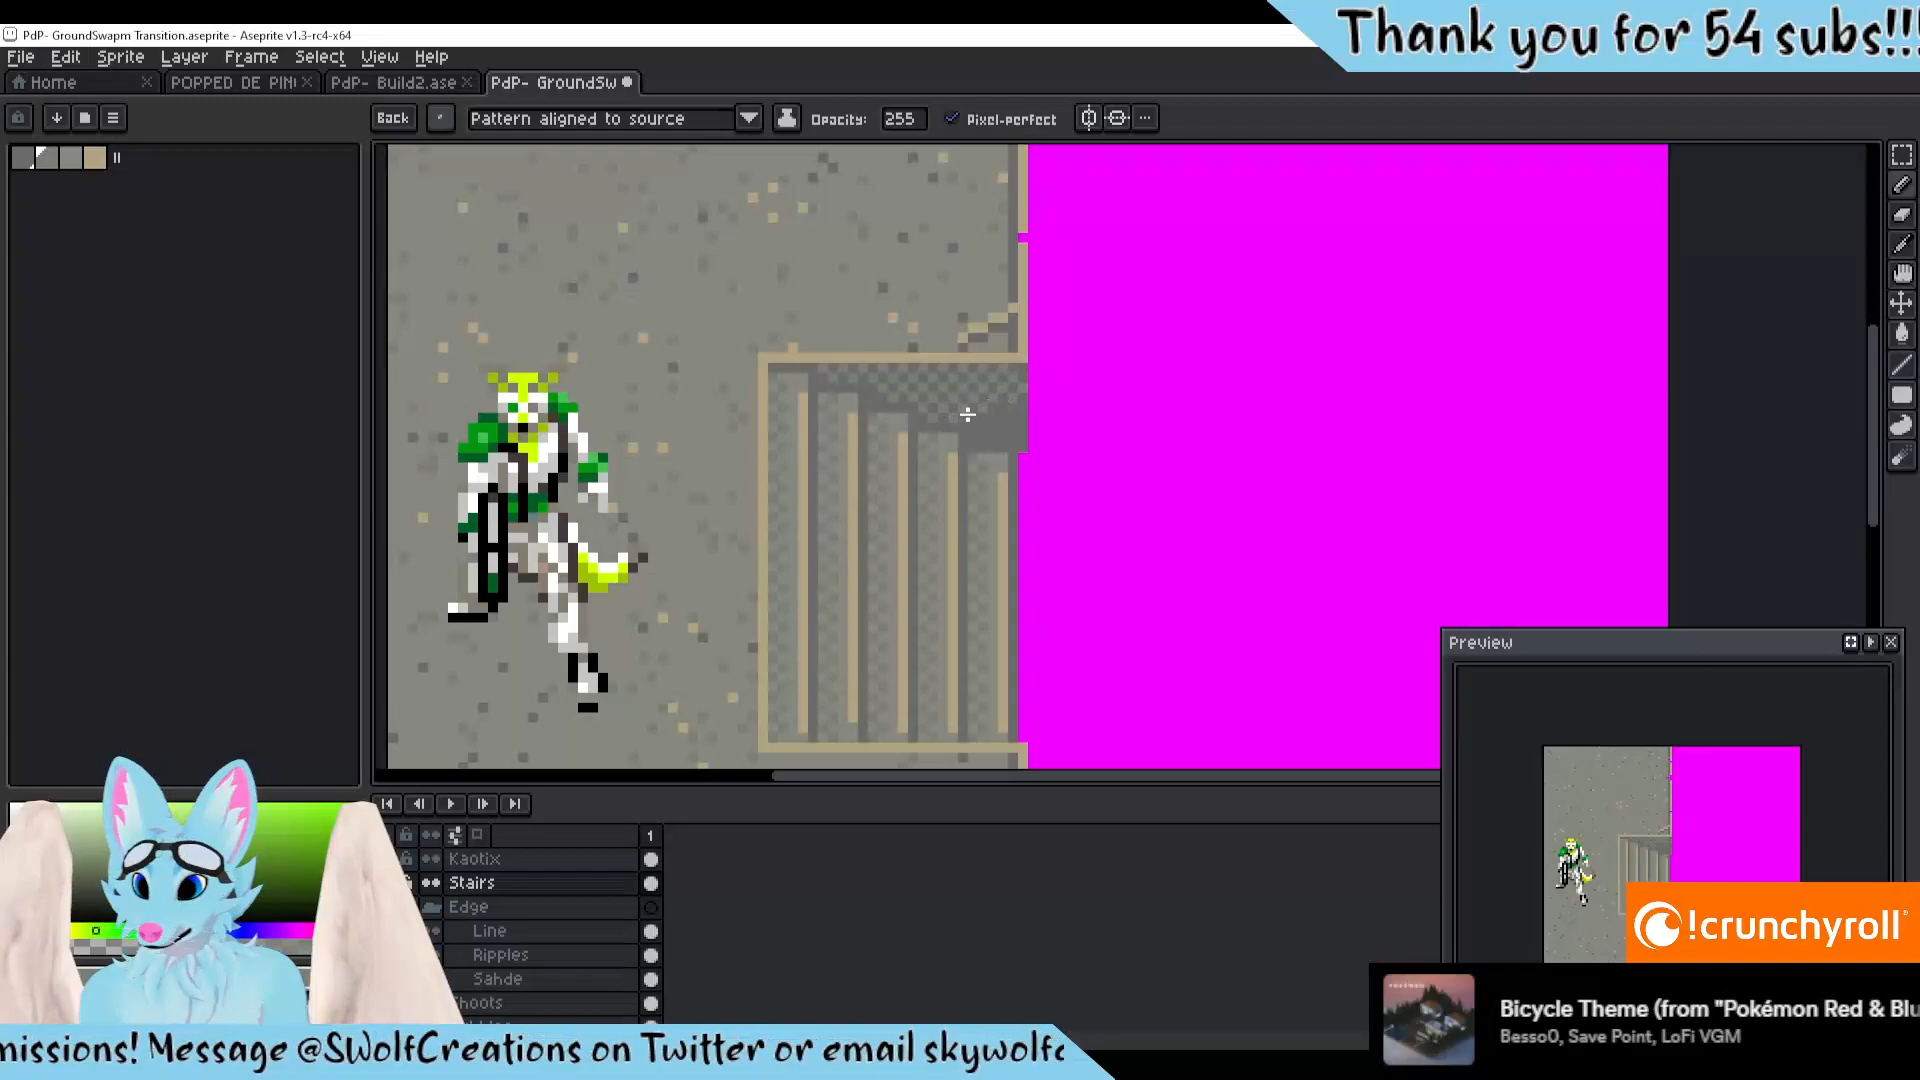 PdP- GroundSwapm Transition.aseprite - Aseprite v1.3-rc4-x64
Thank you for 54 subs!!!
File Edit Sprite Layer Frame Select View Help
Home POPPED DE PIN PdP- Build2.ase PdP- GroundSw
Back Pattern aligned to source Opacity: 255 Pixel-perfect
Preview
1
Kaotix
Stairs
Edge
Line
Ripples
Sahde
Shoots
!crunchyroll
Bicycle Theme (from "Pokémon Red & Blu
BessoO, Save Point, LoFi VGM
missions! Message @SWolfCreations on Twitter or email skywolfc